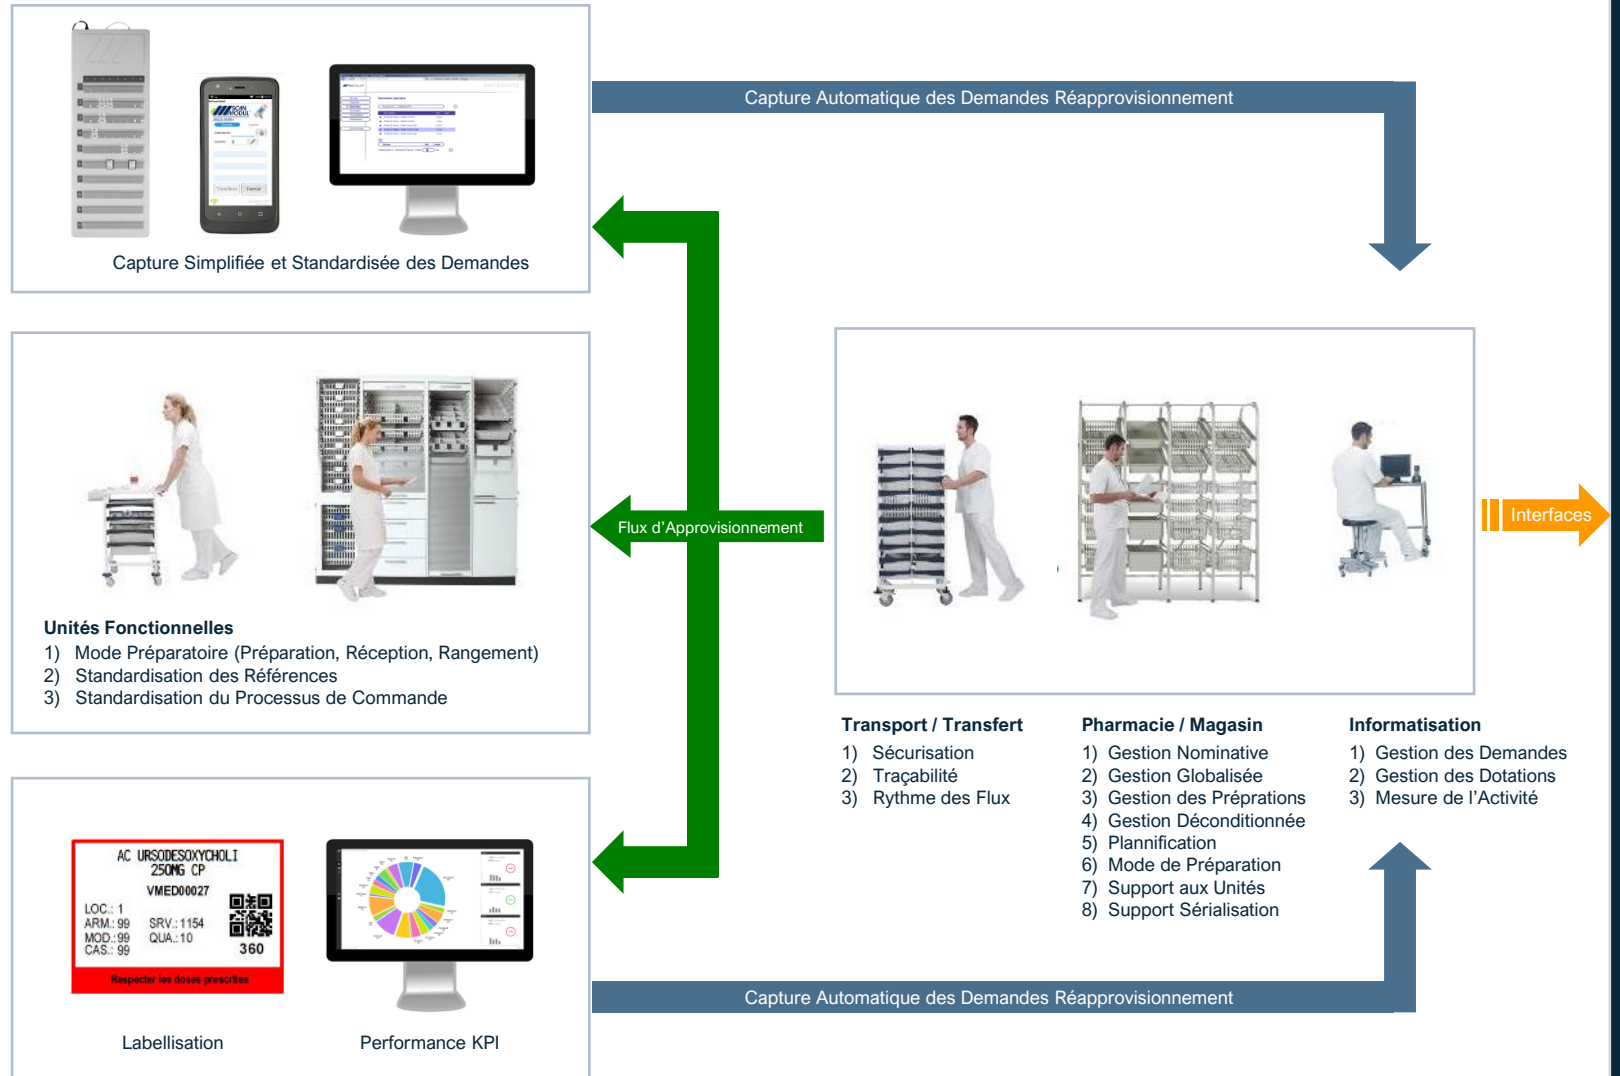 SCAN
MODUL
Transférer
Fermer
Capture Simplifiée et Standardisée des Demandes
Capture Automatique des Demandes Réapprovisionnement
Flux d’Approvisionnement
Interfaces
Unités Fonctionnelles
1) Mode Préparatoire (Préparation, Réception, Rangement)
2) Standardisation des Références
3) Standardisation du Processus de Commande
Transport / Transfert
1) Sécurisation
2) Traçabilité
3) Rythme des Flux
Pharmacie / Magasin
1) Gestion Nominative
2) Gestion Globalisée
3) Gestion des Préprations
4) Gestion Déconditionnée
5) Plannification
6) Mode de Préparation
7) Support aux Unités
8) Support Sérialisation
Informatisation
1) Gestion des Demandes
2) Gestion des Dotations
3) Mesure de l’Activité
AC URSODESOXYCHOLI
250MG CP
VMED00027
LOC.: 1
ARM.: 99 SRV.: 1154
MOD.: 99 QUA.: 10
CAS.: 99 360
Respecter les doses prescrites
Labellisation
Performance KPI
Capture Automatique des Demandes Réapprovisionnement